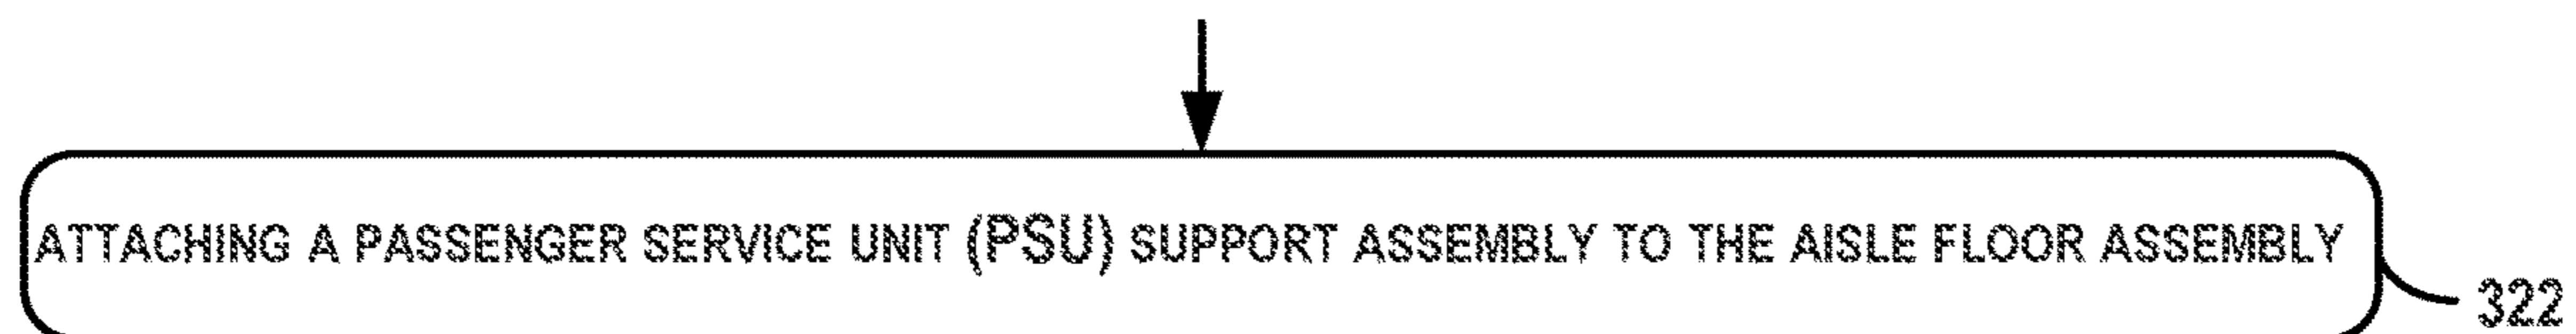 ATTACHING A PASSENGER SERVICE UNIT (PSU) SUPPORT ASSEMBLY TO THE AISLE FLOOR ASSEMBLY
322